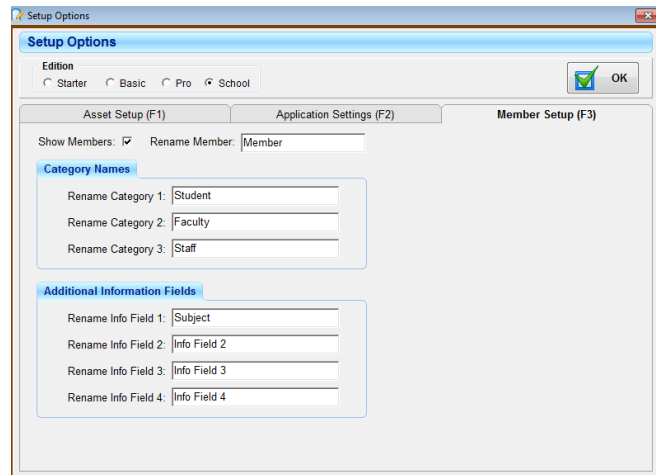 Setup Options
Setup Options
Edition
Starter Basic Pro School
OK
Asset Setup (F1) Application Settings (F2) Member Setup (F3)
Show Members: Rename Member: Member
Category Names
Rename Category 1: Student
Rename Category 2: Faculty
Rename Category 3: Staff
Additional Information Fields
Rename Info Field 1: Subject
Rename Info Field 2: Info Field 2
Rename Info Field 3: Info Field 3
Rename Info Field 4: Info Field 4